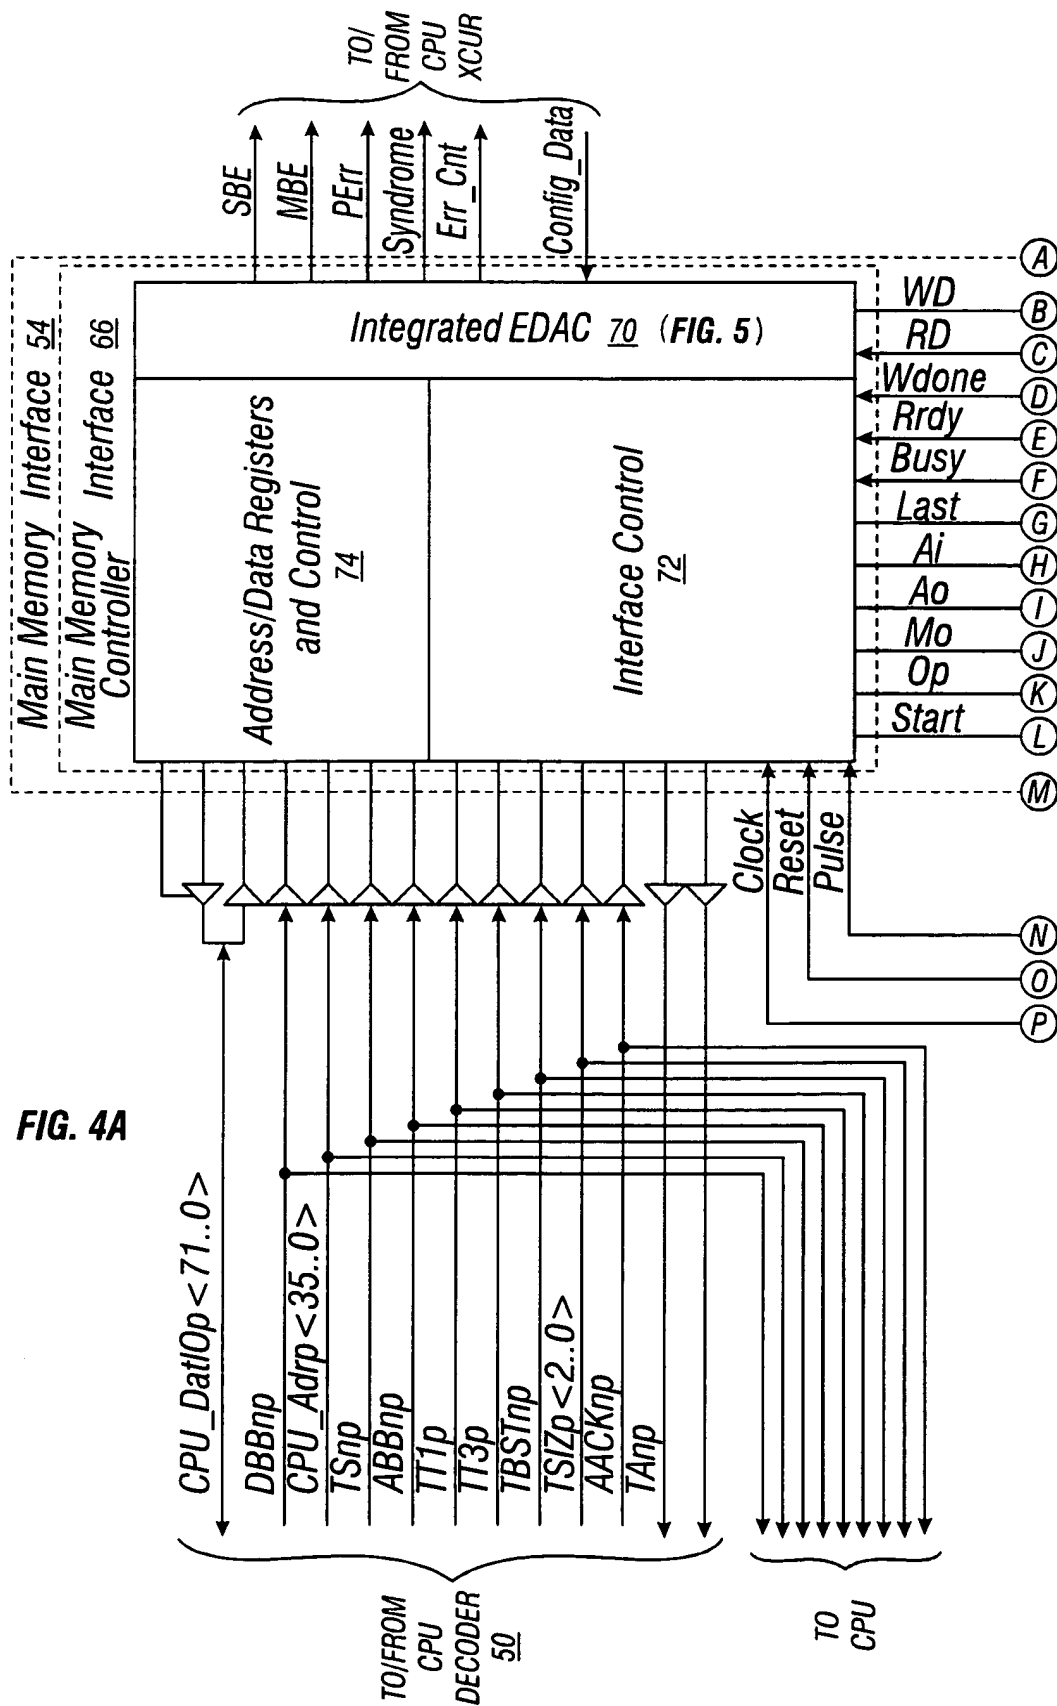 TO/
FROM
CPU
XCUR
SBE
MBE
PErr
Syndrome
Err_Cnt
Config_Data
Main Memory Interface 54
Main Memory Interface 66
Controller
Integrated EDAC 70 (FIG. 5)
Address/Data Registers
and Control
74
Interface Control
72
WD
RD
Wdone
Rrdy
Busy
Last
Ai
Ao
Mo
Op
Start
A
B
C
D
E
F
G
H
I
J
K
L
M
N
O
P
Clock
Reset
Pulse
FIG. 4A
CPU_DatIOp<71..0>
DBBnp
CPU_Adrp<35..0>
TSnp
ABBnp
TT1p
TT3p
TBSTnp
TSIZp<2..0>
AACKnp
TAnp
TO/FROM
CPU
DECODER
50
TO
CPU